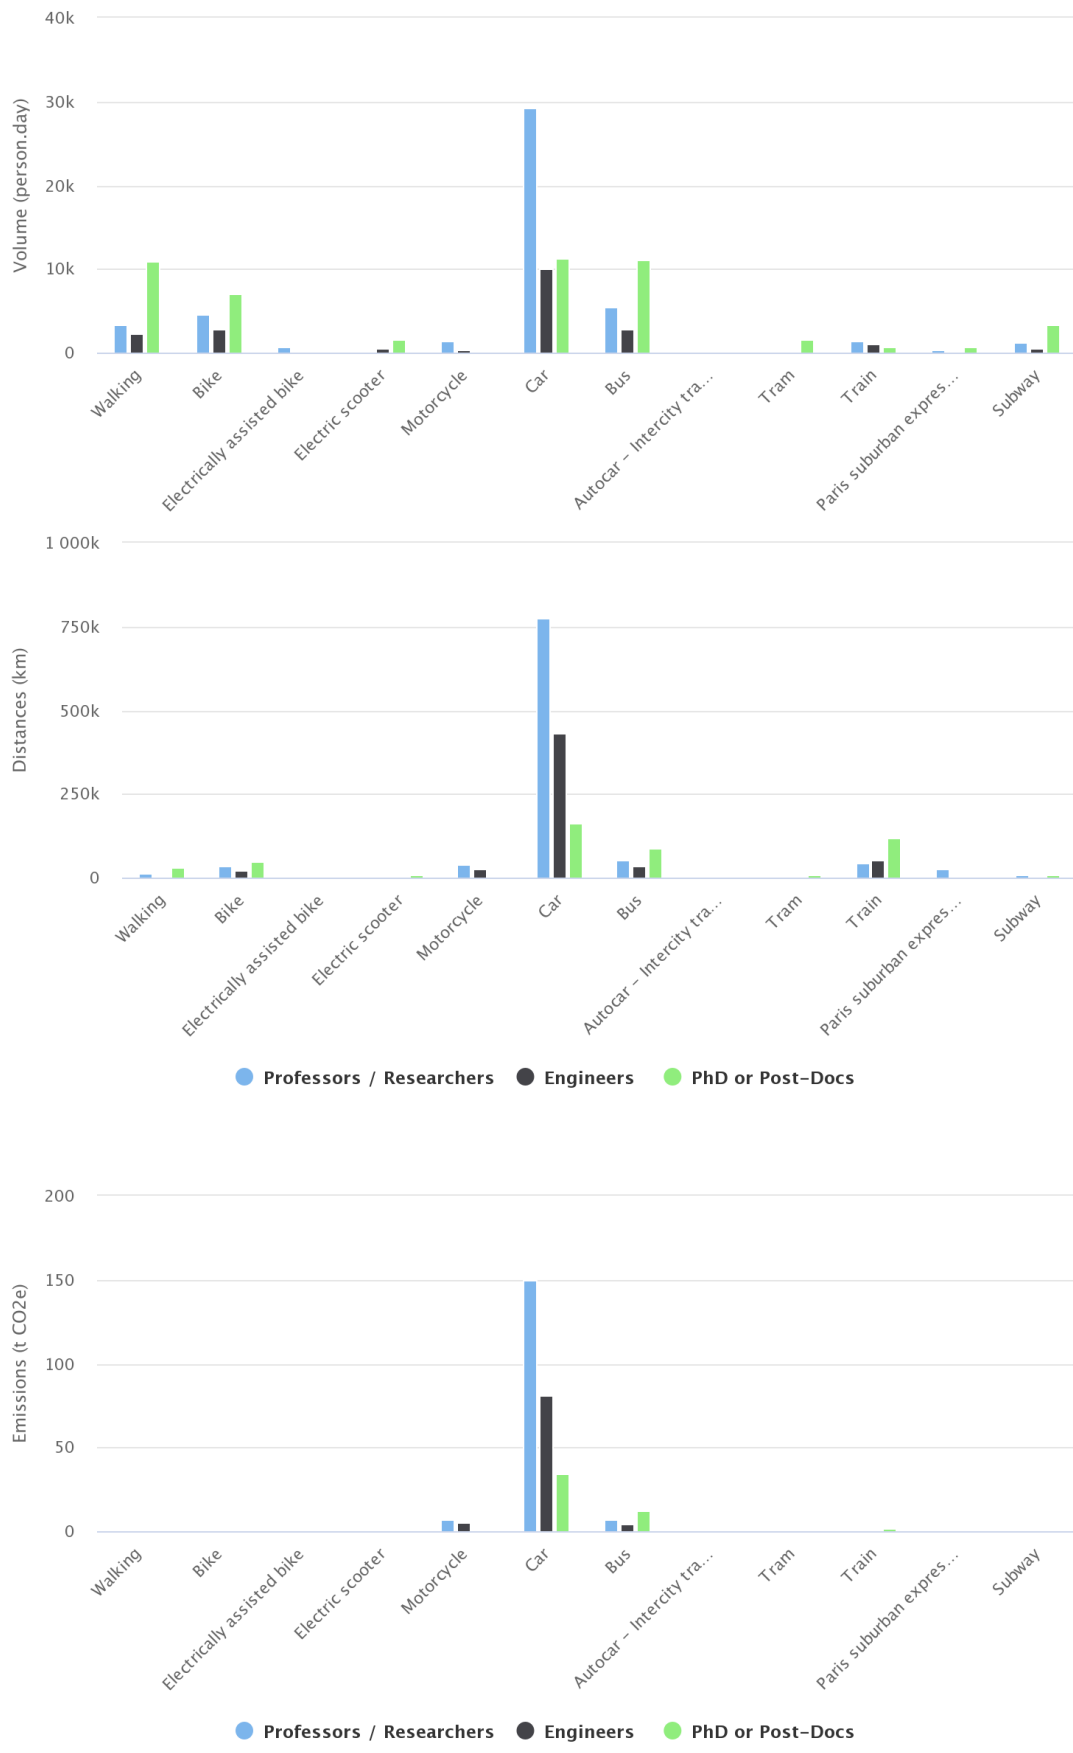 40k
30k
20k
10k
0
Volume (person.day)
Walking
Bike
Electrically assisted bike
Electric scooter
Motorcycle
Car
Bus
Autocar - Intercity tra...
Tram
Train
Paris suburban expres...
Subway
1 000k
750k
500k
250k
0
Distances (km)
Walking
Bike
Electrically assisted bike
Electric scooter
Motorcycle
Car
Bus
Autocar - Intercity tra...
Tram
Train
Paris suburban expres...
Subway
Professors / Researchers Engineers PhD or Post-Docs
200
150
100
50
0
Emissions (t CO2e)
Walking
Bike
Electrically assisted bike
Electric scooter
Motorcycle
Car
Bus
Autocar - Intercity tra...
Tram
Train
Paris suburban expres...
Subway
Professors / Researchers Engineers PhD or Post-Docs